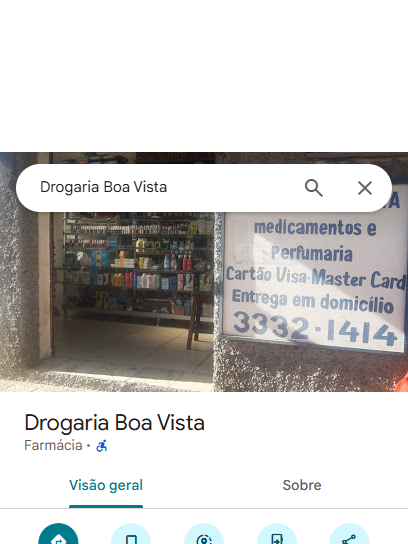 Drogaria Boa Vista
A
medicamentos e
Perfumaria
Cartão Visa-Master Card
Entrega em domicílio
3332-1414
Drogaria Boa Vista
Farmácia
Visão geral
Sobre